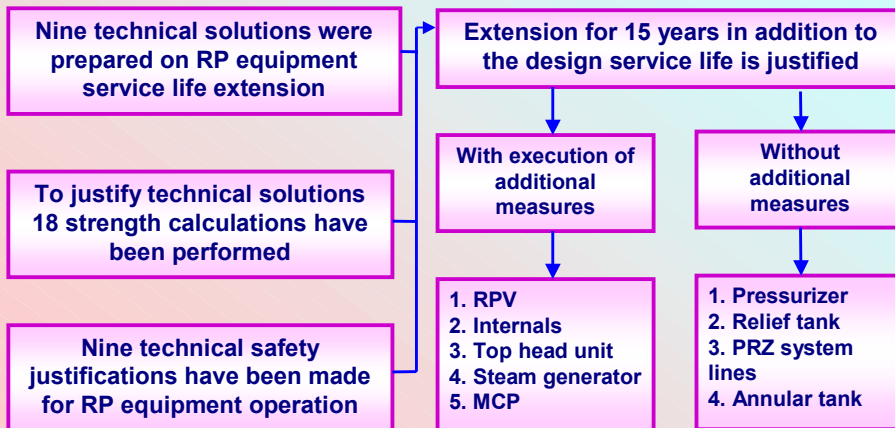 Nine technical solutions were
prepared on RP equipment
service life extension
To justify technical solutions
18 strength calculations have
been performed
Nine technical safety
justifications have been made
for RP equipment operation
Extension for 15 years in addition to
the design service life is justified
With execution of
additional
measures
Without
additional
measures
1. RPV
2. Internals
3. Top head unit
4. Steam generator
5. MCP
1. Pressurizer
2. Relief tank
3. PRZ system
lines
4. Annular tank